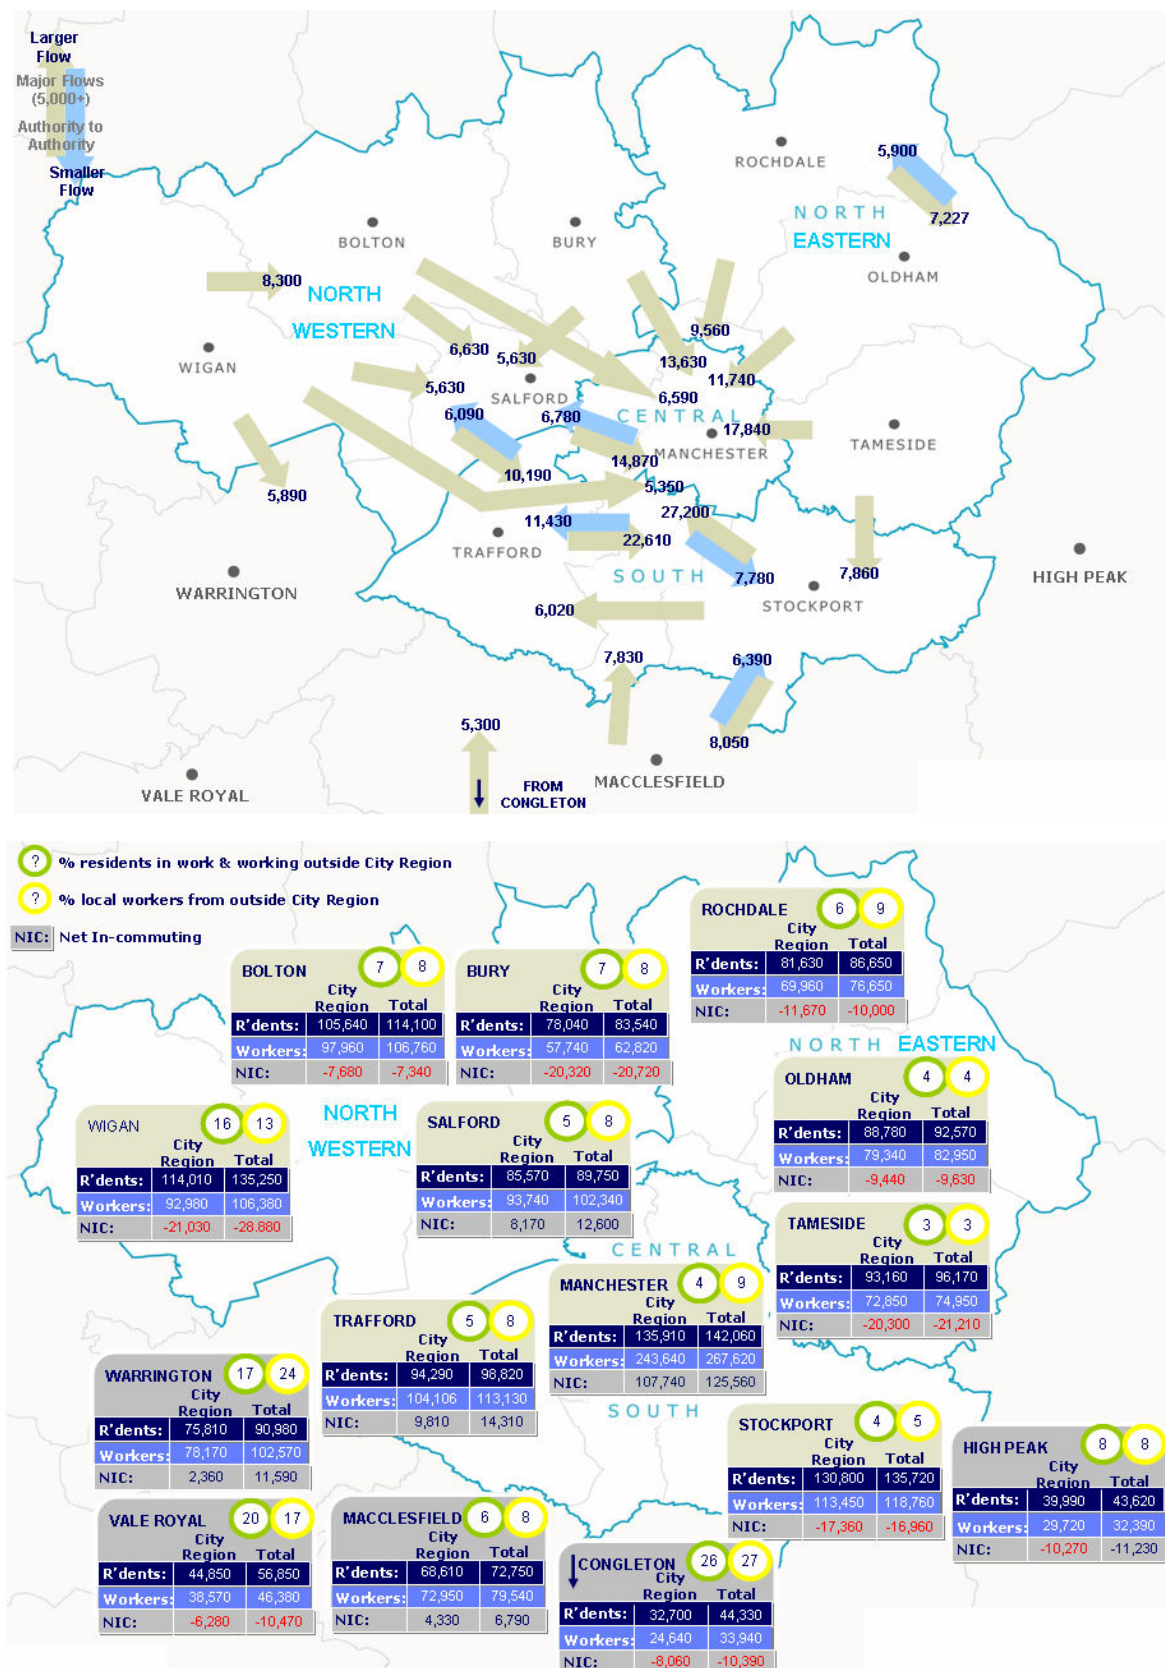 Larger
Flow
Major Flows
(5,000+)
Authority to
Authority
Smaller
Flow
ROCHDALE
5,900
7,227
NORTH
EASTERN
OLDHAM
BOLTON
BURY
8,300
NORTH
WESTERN
9,560
6,630
5,630
13,630
11,740
WIGAN
5,630
SALFORD
6,590
6,090
6,780
CENTRAL
17,840
MANCHESTER
TAMESIDE
14,870
10,190
5,350
5,890
27,200
11,430
22,610
TRAFFORD
SOUTH
7,780
7,860
HIGH PEAK
WARRINGTON
STOCKPORT
6,020
7,830
6,390
5,300
8,050
FROM
CONGLETON
MACCLESFIELD
VALE ROYAL
? % residents in work & working outside City Region
? % local workers from outside City Region
NIC: Net In-commuting
ROCHDALE 6 9
City
Region Total
R'dents: 81,630 86,650
Workers: 69,960 76,650
NIC: -11,670 -10,000
BOLTON 7 8
City
Region Total
R'dents: 105,640 114,100
Workers: 97,960 106,760
NIC: -7,680 -7,340
BURY 7 8
City
Region Total
R'dents: 78,040 83,540
Workers: 57,740 62,820
NIC: -20,320 -20,720
NORTH EASTERN
OLDHAM 4 4
City
Region Total
R'dents: 88,780 92,570
Workers: 79,340 82,950
NIC: -9,440 -9,630
NORTH
WESTERN
WIGAN 16 13
City
Region Total
R'dents: 114,010 135,250
Workers: 92,980 106,380
NIC: -21,030 -28.880
SALFORD 5 8
City
Region Total
R'dents: 85,570 89,750
Workers: 93,740 102,340
NIC: 8,170 12,600
TAMESIDE 3 3
City
Region Total
R'dents: 93,160 96,170
Workers: 72,850 74,950
NIC: -20,300 -21,210
CENTRAL
MANCHESTER 4 9
City
Region Total
R'dents: 135,910 142,060
Workers: 243,640 267,620
NIC: 107,740 125,560
TRAFFORD 5 8
City
Region Total
R'dents: 94,290 98,820
Workers: 104,106 113,130
NIC: 9,810 14,310
WARRINGTON 17 24
City
Region Total
R'dents: 75,810 90,980
Workers: 78,170 102,570
NIC: 2,360 11,590
SOUTH
STOCKPORT 4 5
City
Region Total
R'dents: 130,800 135,720
Workers: 113,450 118,760
NIC: -17,360 -16,960
HIGH PEAK 8 8
City
Region Total
R'dents: 39,990 43,620
Workers: 29,720 32,390
NIC: -10,270 -11,230
VALE ROYAL 20 17
City
Region Total
R'dents: 44,850 56,850
Workers: 38,570 46,380
NIC: -6,280 -10,470
MACCLESFIELD 6 8
City
Region Total
R'dents: 68,610 72,750
Workers: 72,950 79,540
NIC: 4,330 6,790
CONGLETON 26 27
City
Region Total
R'dents: 32,700 44,330
Workers: 24,640 33,940
NIC: -8,060 -10,390